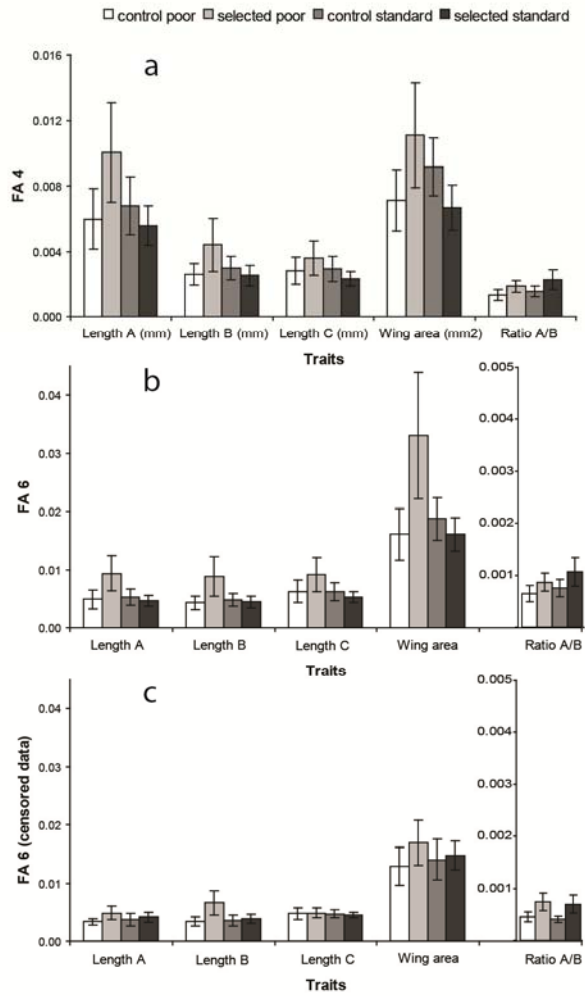 control poor selected poor control standard selected standard
a
0.016
0.012
0.008
0.004
0.000
FA 4
Length A (mm) Length B (mm) Length C (mm) Wing area (mm2) Ratio A/B
Traits
b
0.04
0.03
0.02
0.01
0.00
FA 6
0.005
0.004
0.003
0.002
0.001
Length A Length B Length C Wing area Ratio A/B
Traits
c
0.04
0.03
0.02
0.01
0.00
FA 6 (censored data)
0.005
0.004
0.003
0.002
0.001
Length A Length B Length C Wing area Ratio A/B
Traits